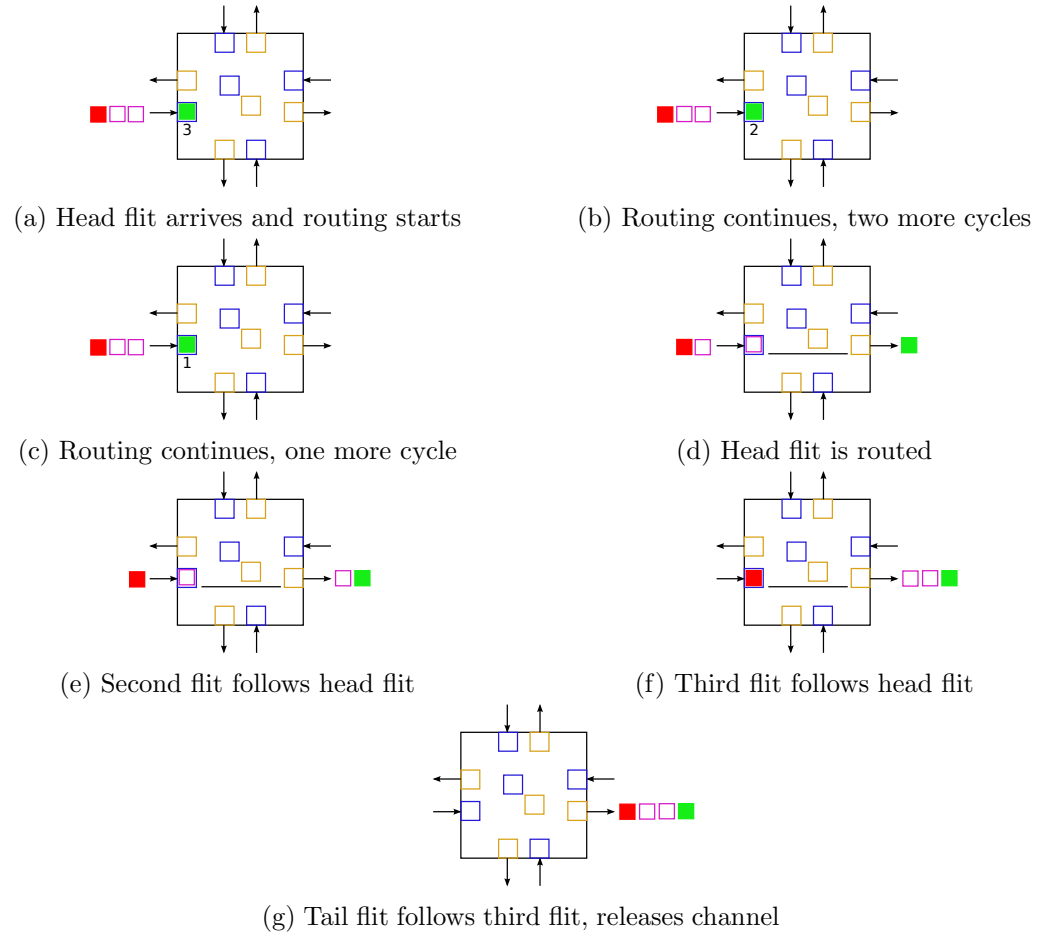 3
2
(a) Head flit arrives and routing starts
(b) Routing continues, two more cycles
1
(c) Routing continues, one more cycle
(d) Head flit is routed
(e) Second flit follows head flit
(f) Third flit follows head flit
(g) Tail flit follows third flit, releases channel